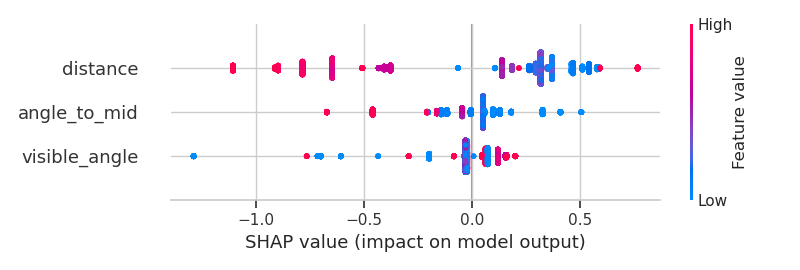 High
distance
angle_to_mid
visible_angle
Feature value
Low
−1.0 −0.5 0.0 0.5
SHAP value (impact on model output)